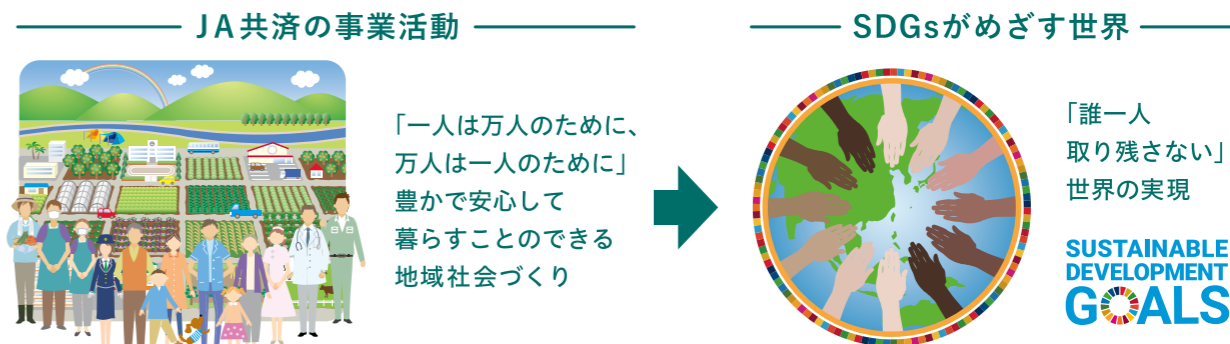 JA共済の事業活動
「一人は万人のために、
万人は一人のために」
豊かで安心して
暮らすことのできる
地域社会づくり
SDGsがめざす世界
「誰一人
取り残さない」
世界の実現
SUSTAINABLE
DEVELOPMENT
GOALS